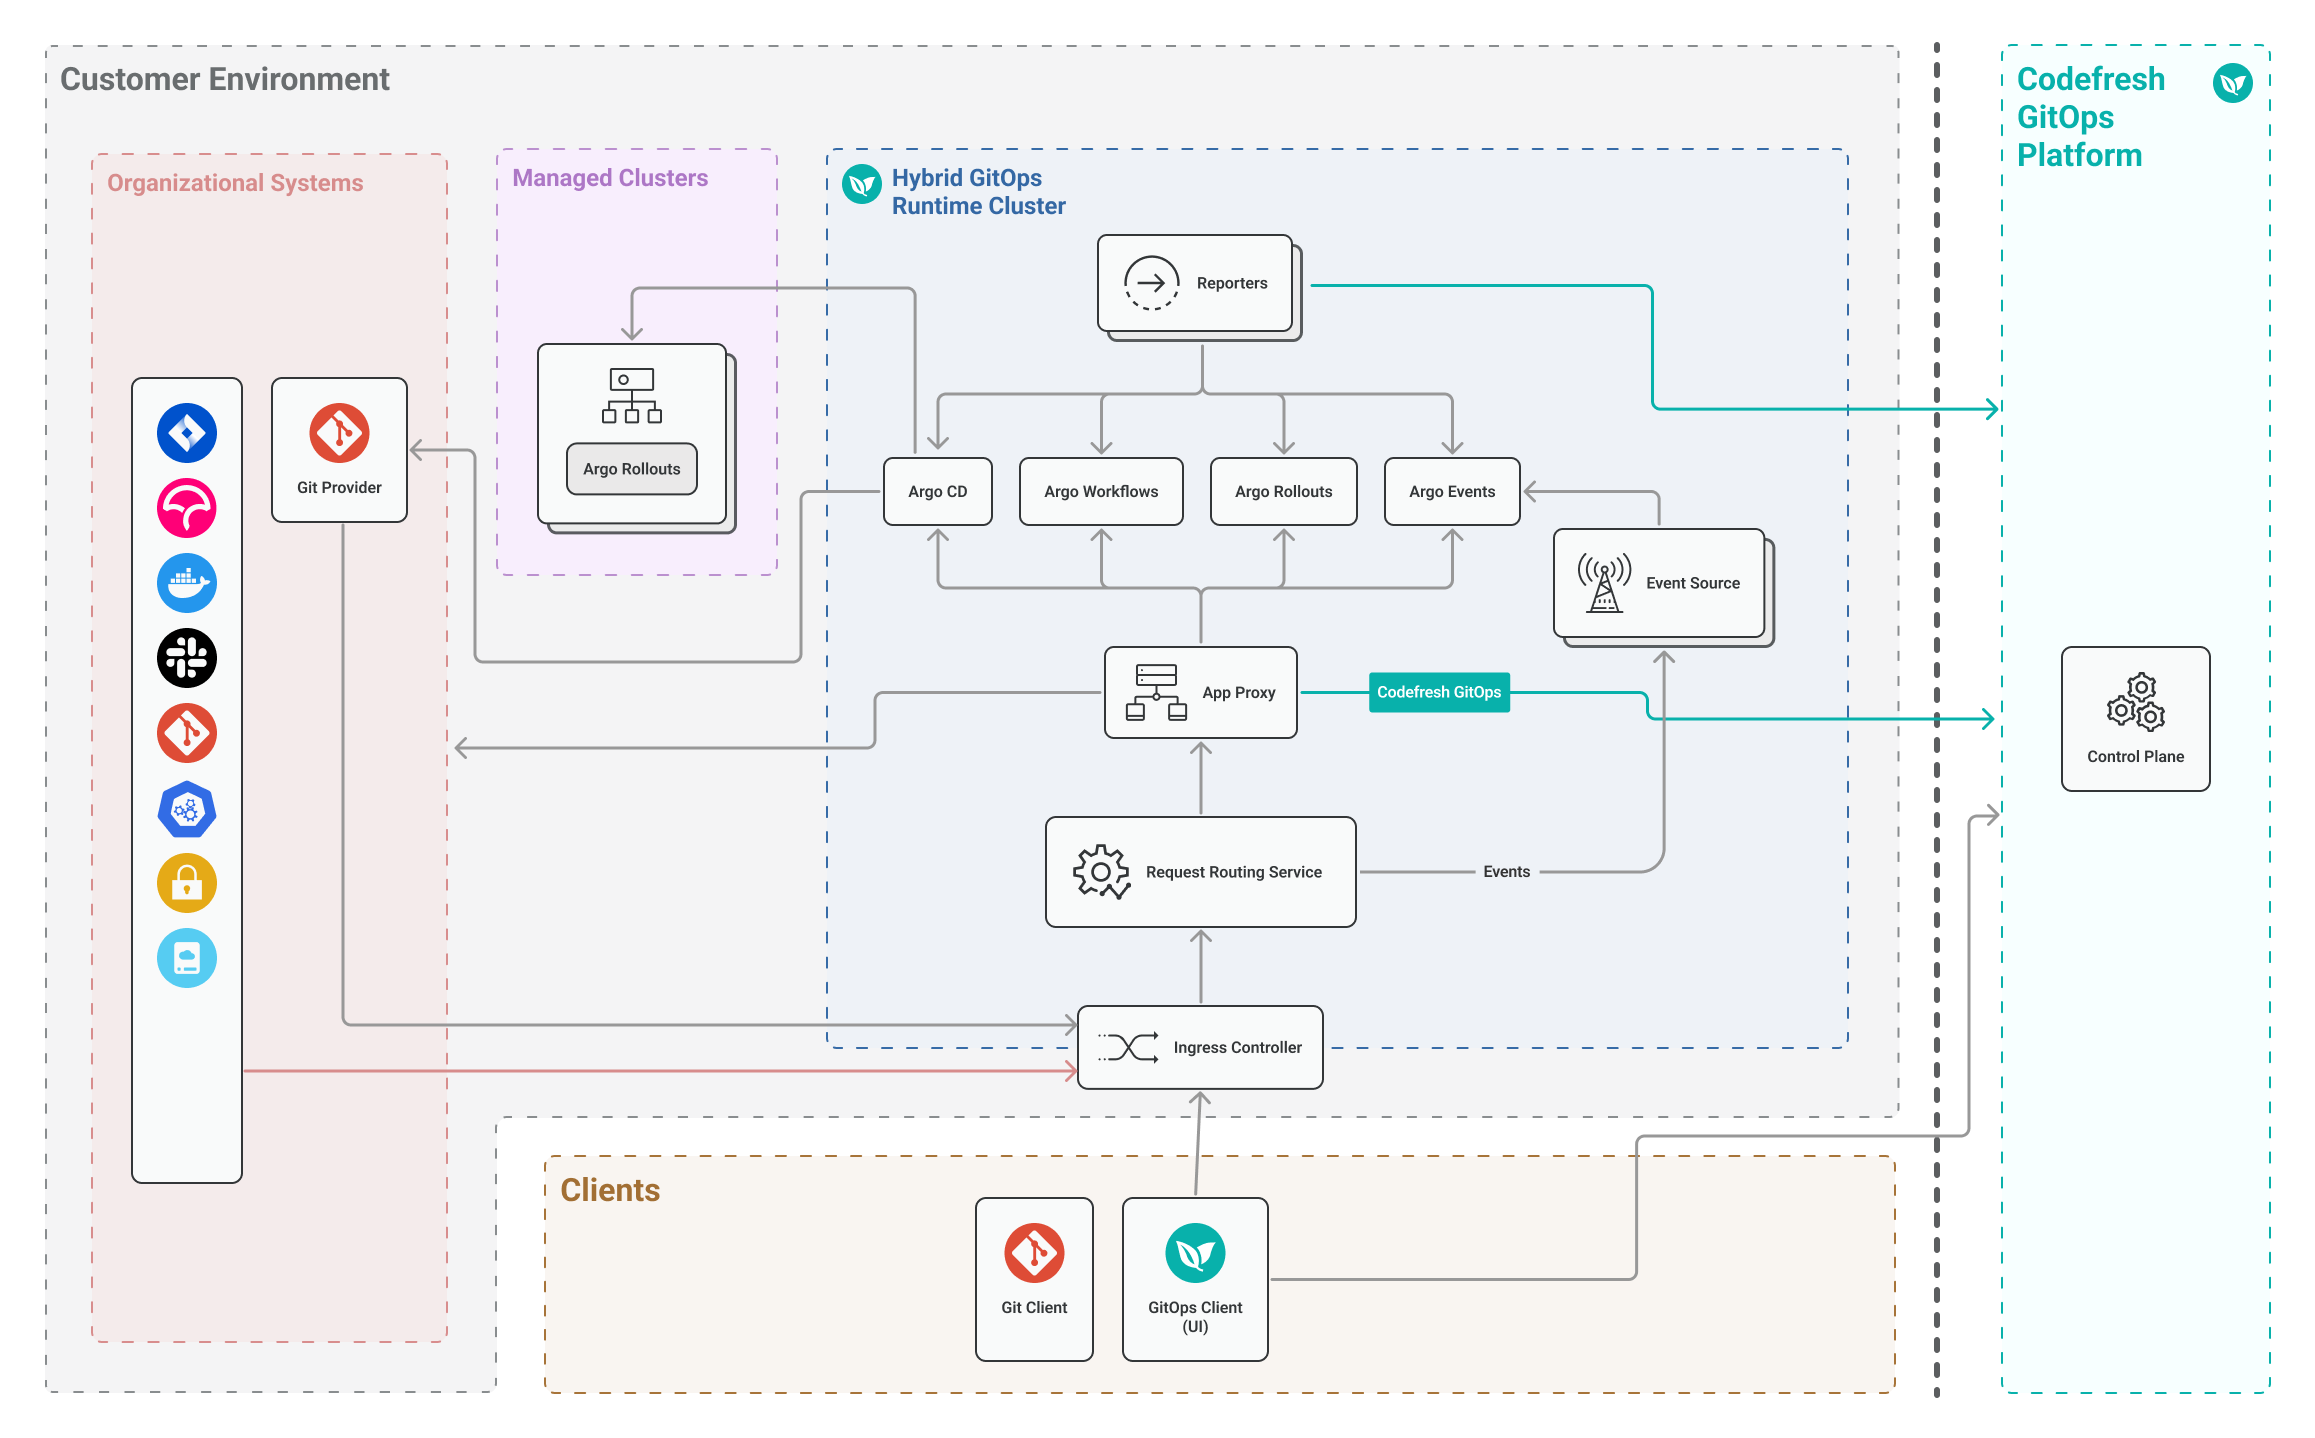 Customer Environment
Codefresh
GitOps
Platform
Organizational Systems
Managed Clusters
Hybrid GitOps
Runtime Cluster
Reporters
Git Provider
Argo Rollouts
Argo CD
Argo Workflows
Argo Rollouts
Argo Events
Event Source
App Proxy
Codefresh GitOps
Control Plane
Request Routing Service
Events
Ingress Controller
Clients
Git Client
GitOps Client
(UI)